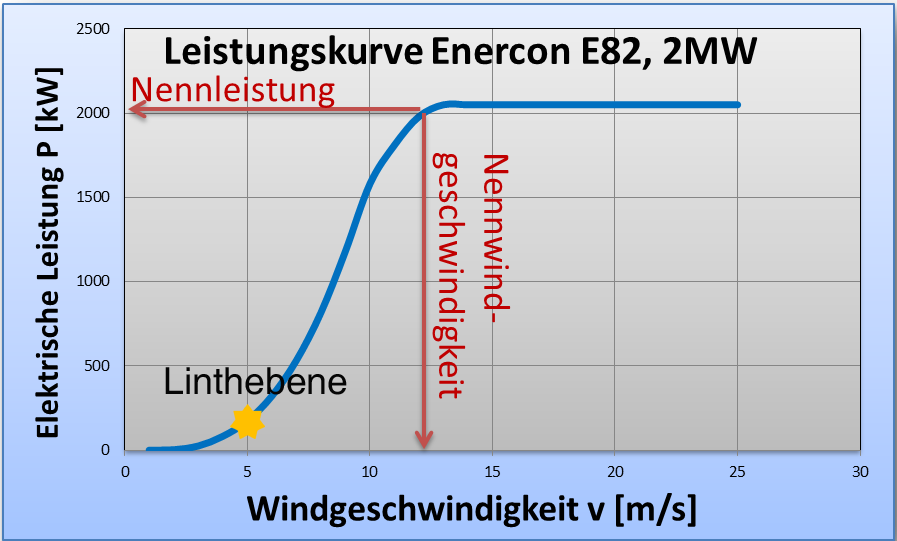 Leistungskurve Enercon E82, 2MW
Nennleistung
Nennwind-
geschwindigkeit
Linthebene
Elektrische Leistung P [kW]
2500
2000
1500
1000
500
0
0 5 10 15 20 25 30
Windgeschwindigkeit v [m/s]